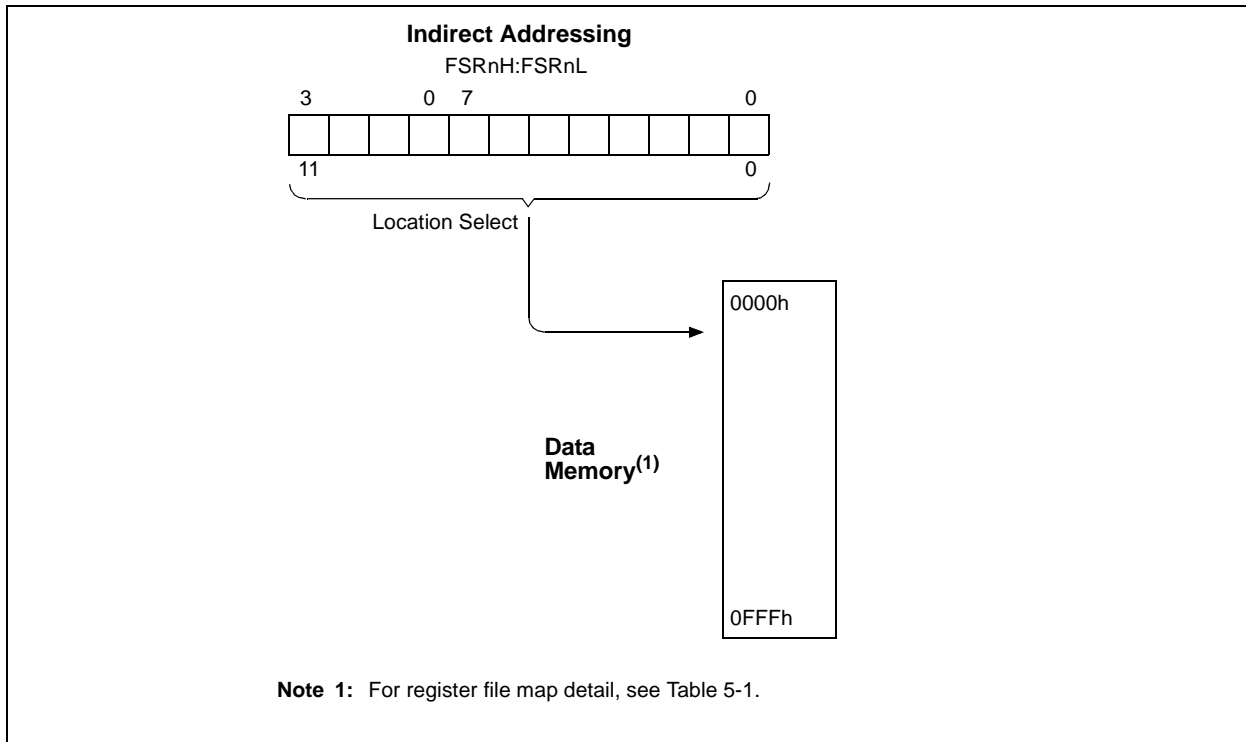 Indirect Addressing
FSRnH:FSRnL
3 0 7 0
11 0
Location Select
0000h
Data
Memory(1)
0FFFh
Note 1: For register file map detail, see Table 5-1.